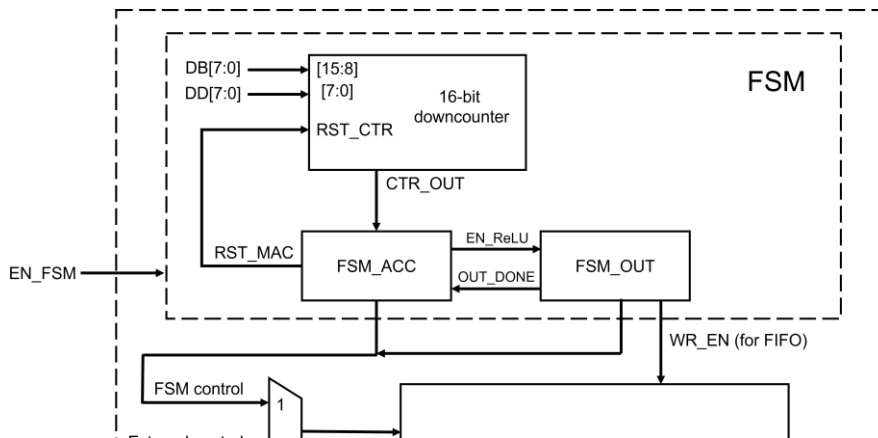 DB[7:0]
DD[7:0]
[15:8]
[7:0]
16-bit
downcounter
FSM
RST_CTR
CTR_OUT
RST_MAC
FSM_ACC
EN_ReLU
OUT_DONE
FSM_OUT
EN_FSM
WR_EN (for FIFO)
FSM control
1